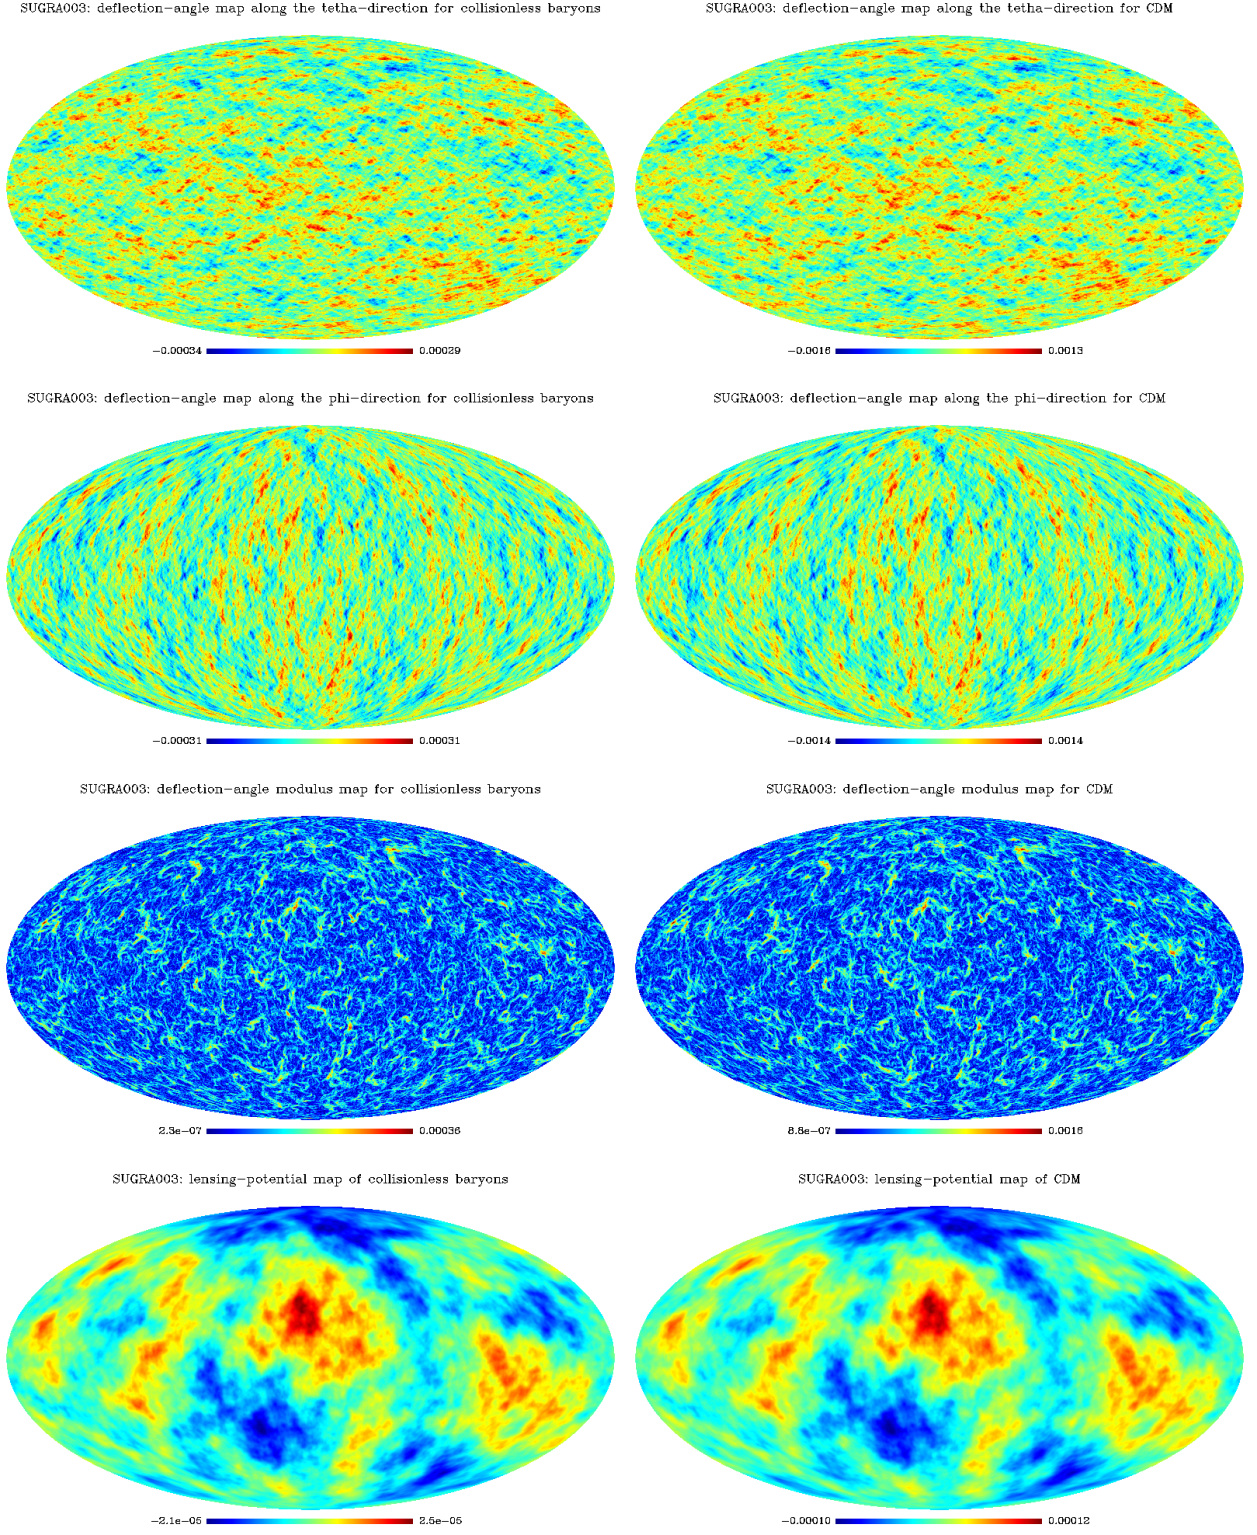 SUGRA003: deflection-angle map along the tetha-direction for collisionless baryons
SUGRA003: deflection-angle map along the tetha-direction for CDM
-0.00034 0.00029
-0.0016 0.0013
SUGRA003: deflection-angle map along the phi-direction for collisionless baryons
SUGRA003: deflection-angle map along the phi-direction for CDM
-0.00031 0.00031
-0.0014 0.0014
SUGRA003: deflection-angle modulus map for collisionless baryons
SUGRA003: deflection-angle modulus map for CDM
2.3e-07 0.00036
8.8e-07 0.0016
SUGRA003: lensing-potential map of collisionless baryons
SUGRA003: lensing-potential map of CDM
-2.1e-05 2.5e-05
-0.00010 0.00012